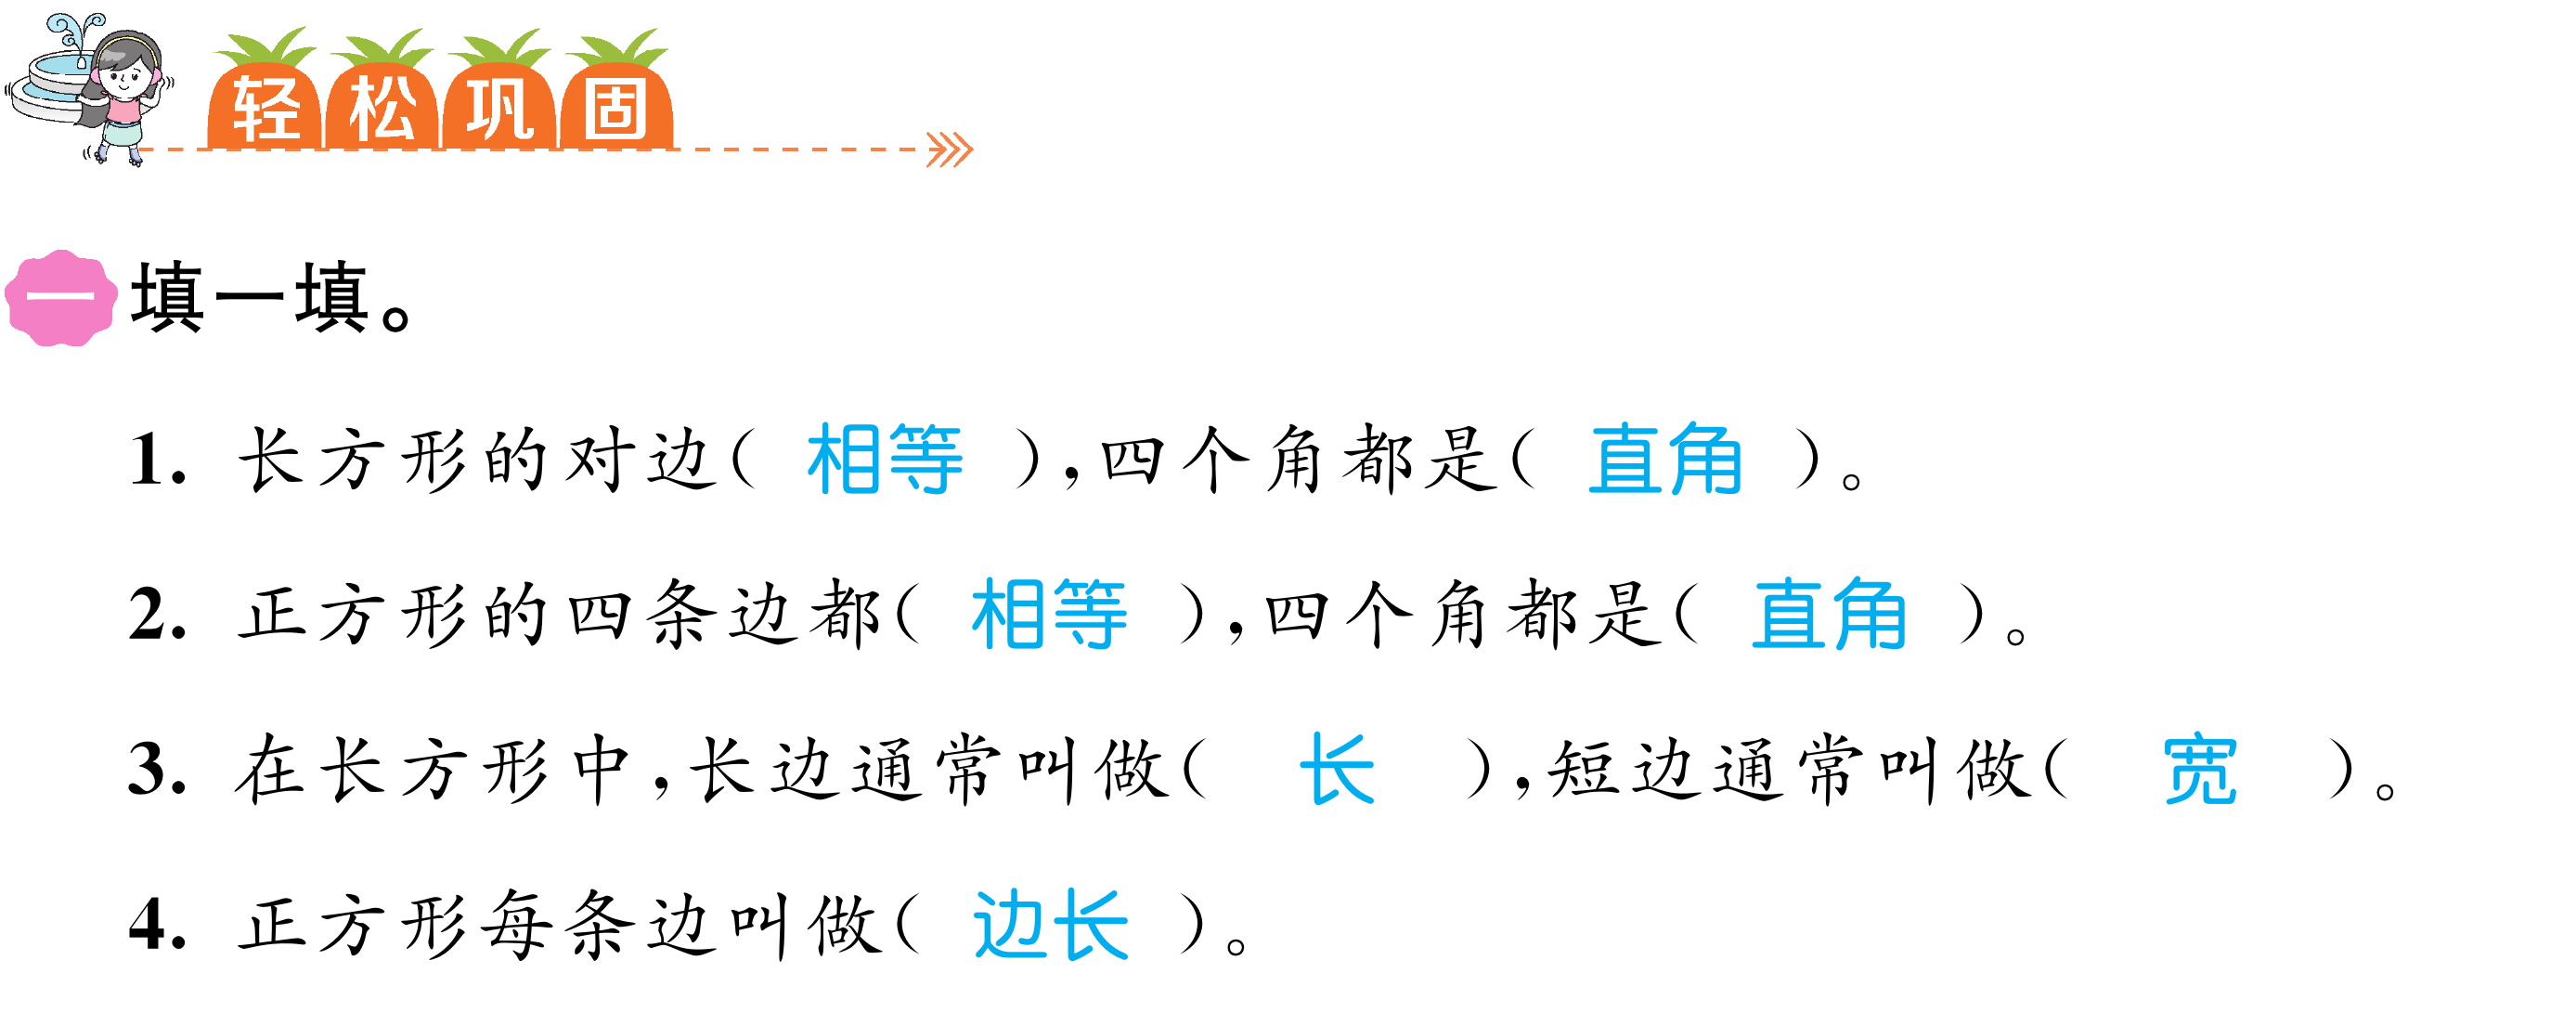 轻松巩固
一 填一填。
1. 长方形的对边( 相等 ),四个角都是( 直角 )。
2. 正方形的四条边都( 相等 ),四个角都是( 直角 )。
3. 在长方形中,长边通常叫做( 长 ),短边通常叫做( 宽 )。
4. 正方形每条边叫做( 边长 )。